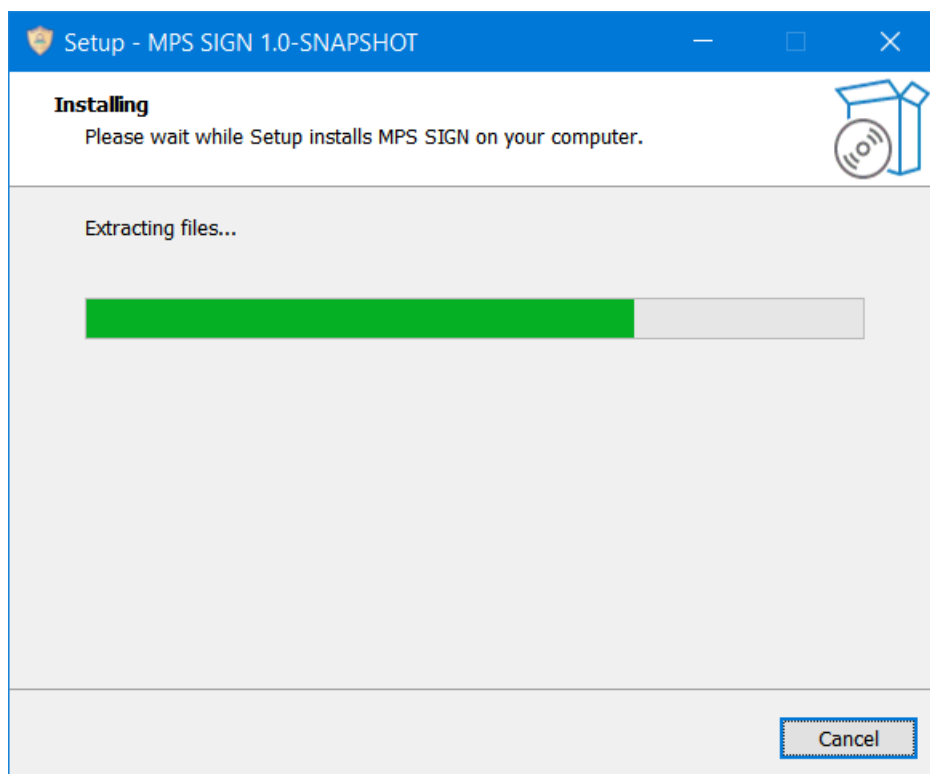 Setup - MPS SIGN 1.0-SNAPSHOT
Installing
Please wait while Setup installs MPS SIGN on your computer.
Extracting files...
Cancel